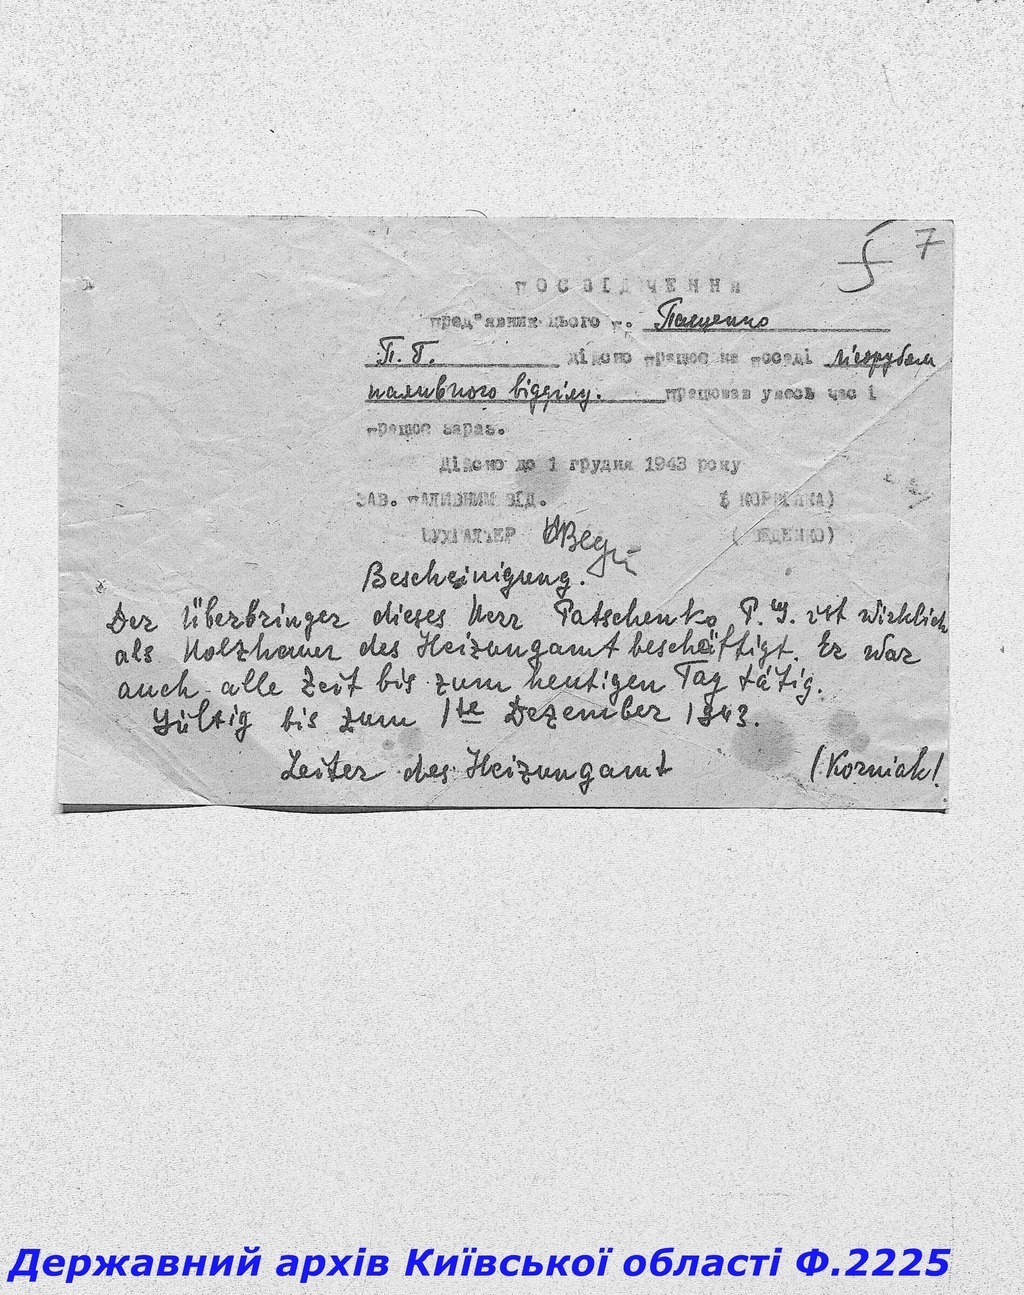 7
ПОСВІДЧЕННЯ
пред"явник цього г.
П. Г. дійсно працює на посаді лісорубом
паливного відділу. працював увесь час і
працює зараз.
Дійсно до 1 грудня 1943 року
ЗАВ. ПАЛИВНИМ ВІД.
БУХГАЛТЕР
Bescheinigung.
Der Überbringer dieses Herr Patschenko P. G. ist wirklich
als Holzhauer des Heizungamt beschäftigt. Er war
auch alle Zeit bis zum heutigen Tag tätig.
Gültig bis zum 1te Dezember 1943.
Leiter des Heizungamt (Korniak)
Державний архів Київської області Ф.2225